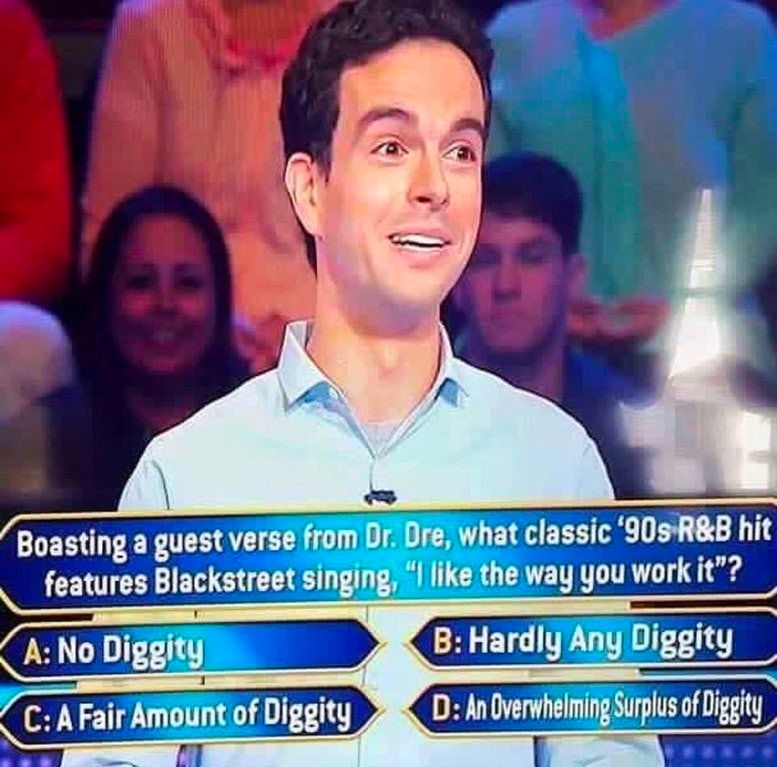 Boasting a guest verse from Dr. Dre, what classic ‘90s R&B hit
features Blackstreet singing, “I like the way you work it”?
A: No Diggity
B: Hardly Any Diggity
C: A Fair Amount of Diggity
D: An Overwhelming Surplus of Diggity